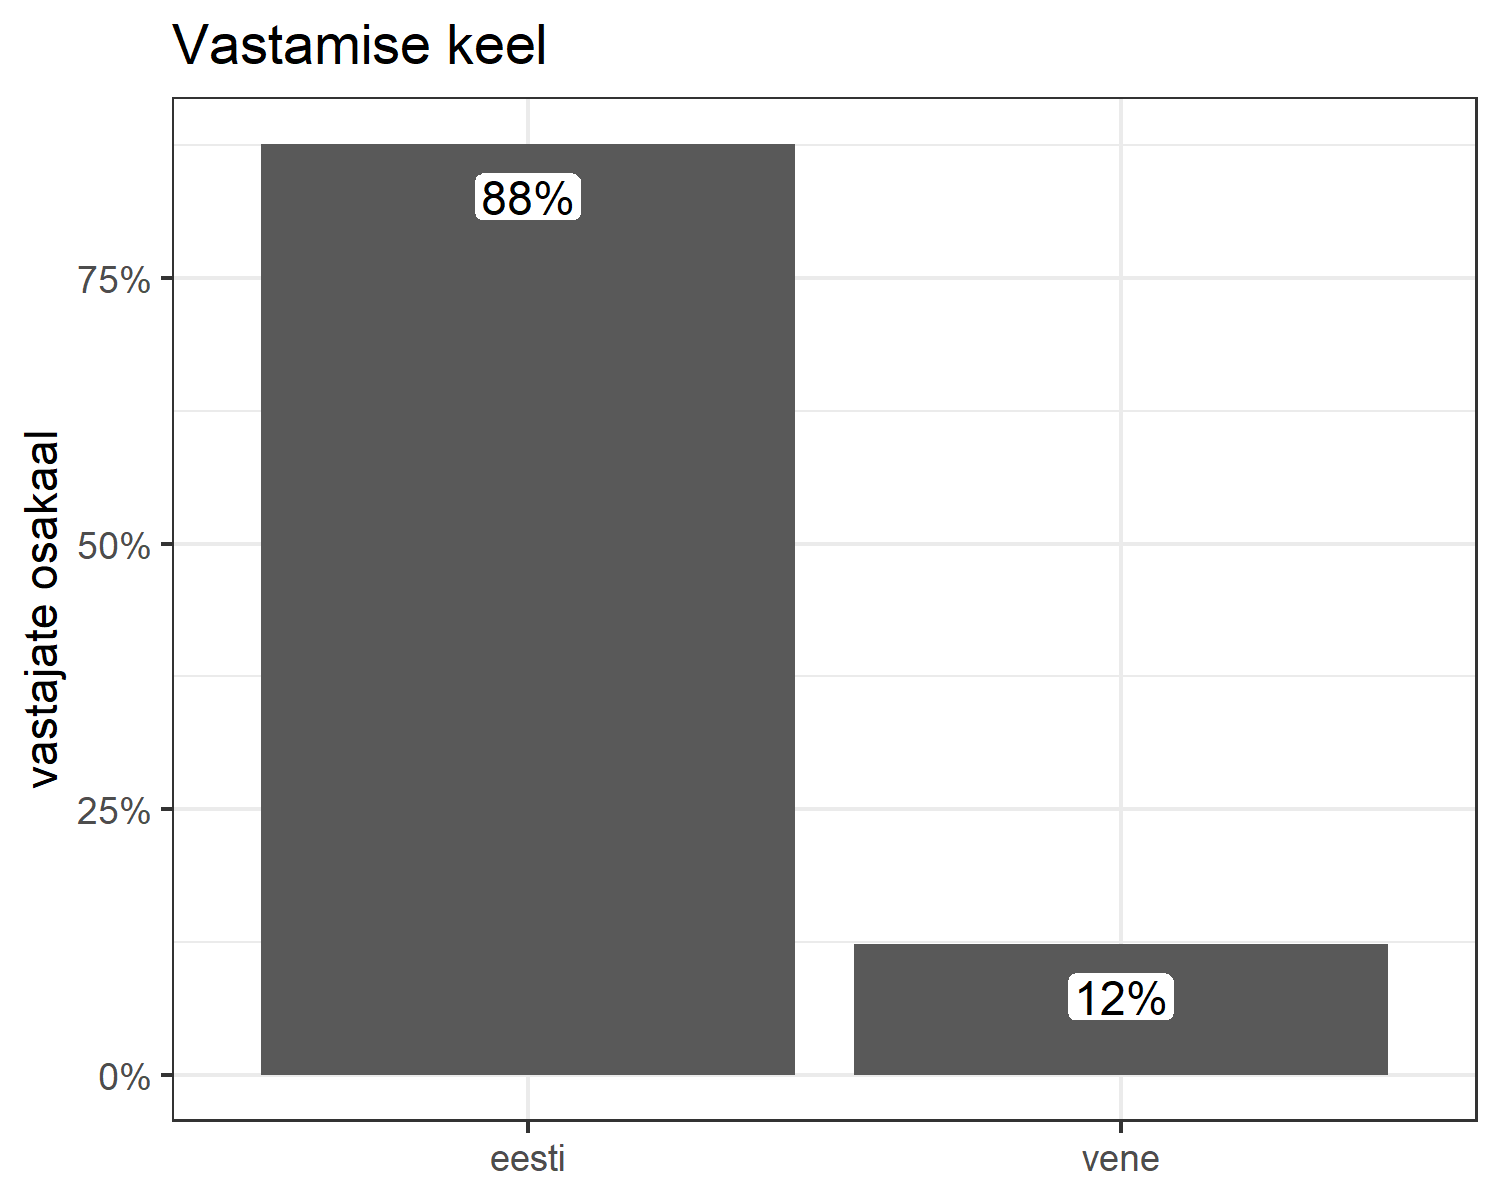 Vastamise keel
vastajate osakaal
88%
75%
50%
25%
12%
0%
eesti
vene